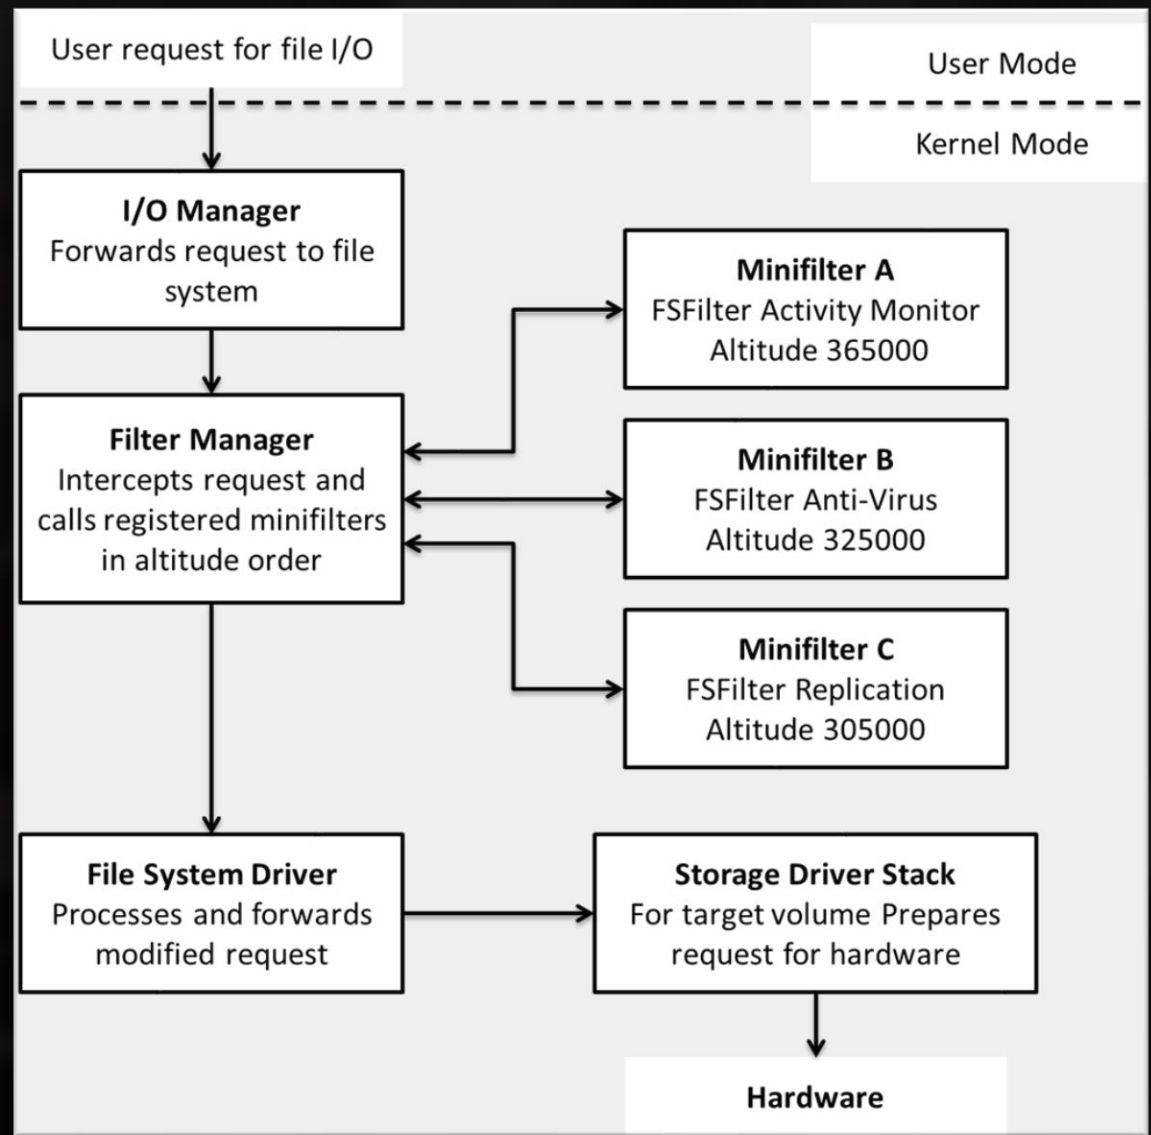 User request for file I/O
User Mode
Kernel Mode
I/O Manager
Forwards request to file
system
Minifilter A
FSFilter Activity Monitor
Altitude 365000
Filter Manager
Intercepts request and
calls registered minifilters
in altitude order
Minifilter B
FSFilter Anti-Virus
Altitude 325000
Minifilter C
FSFilter Replication
Altitude 305000
File System Driver
Processes and forwards
modified request
Storage Driver Stack
For target volume Prepares
request for hardware
Hardware